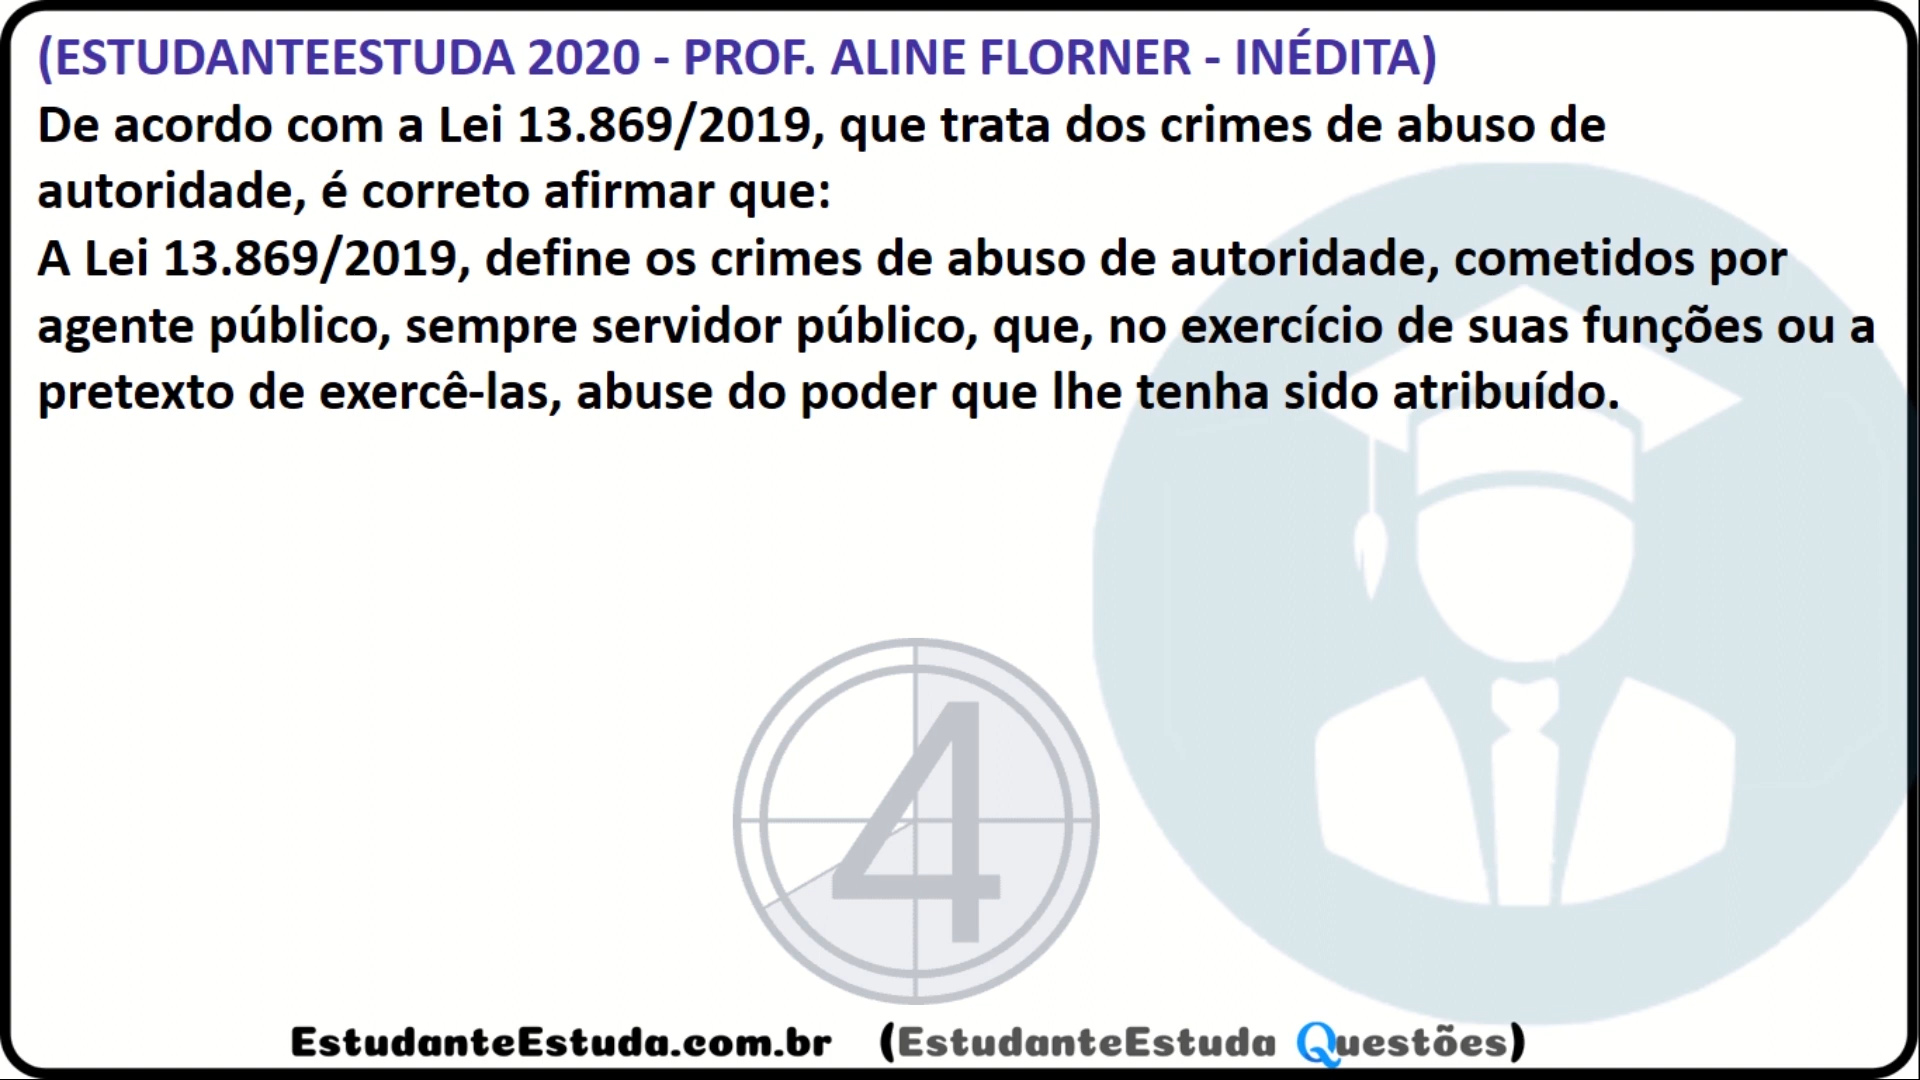 (ESTUDANTEESTUDA 2020 - PROF. ALINE FLORNER - INÉDITA)
De acordo com a Lei 13.869/2019, que trata dos crimes de abuso de
autoridade, é correto afirmar que:
A Lei 13.869/2019, define os crimes de abuso de autoridade, cometidos por
agente público, sempre servidor público, que, no exercício de suas funções ou a
pretexto de exercê-las, abuse do poder que lhe tenha sido atribuído.
4
EstudanteEstuda.com.br (EstudanteEstuda Questões)